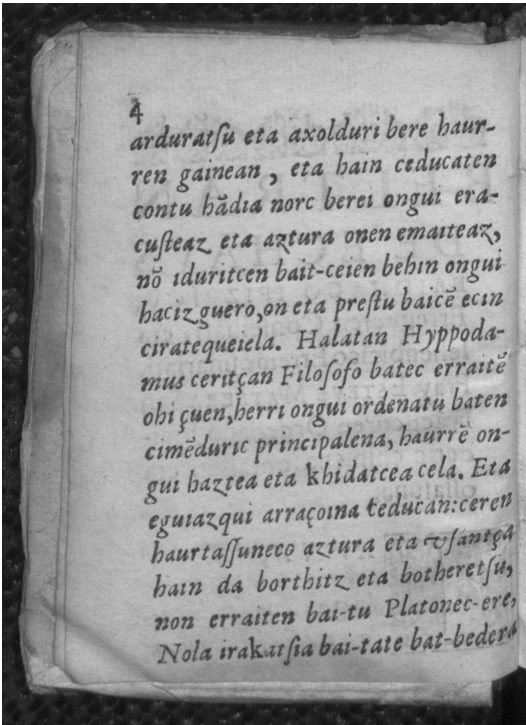 4
arduratſu eta axolduri bere haur-
ren gainean, eta hain ceducaten
contu hãdia norc berei ongui era-
cuſteaz eta aztura onen emaiteaz,
nõ iduritcen bait-ceien behin ongui
haciz guero, on eta preſtu baicẽ ecin
ciratequeiela. Halatan Hyppoda-
mus ceritçan Filoſofo batec erraitẽ
ohi çuen, herri ongui ordenatu baten
cimẽduric principalena, haurrẽ on-
gui haztea eta khidatcea cela. Eta
eguiazqui arraçoina ceducan: ceren
haurtaſſuneco aztura eta vſantça
hain da borthitz eta botheretſu,
non erraiten bai-tu Platonec-ere,
Nola irakatſia bai-tate bat-bedera